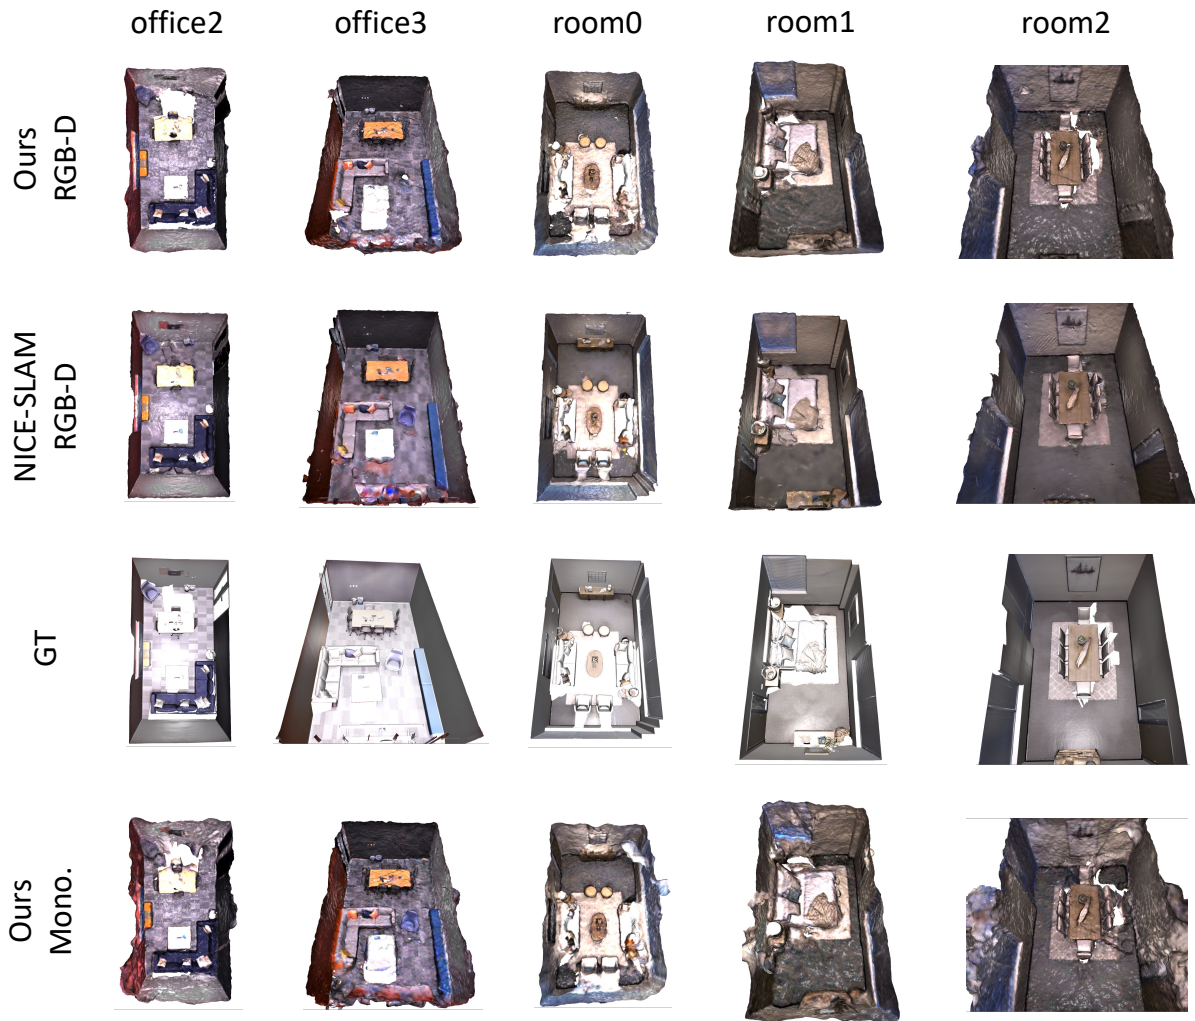 office2 office3 room0 room1 room2
Ours
RGB-D
NICE-SLAM
RGB-D
GT
Ours
Mono.